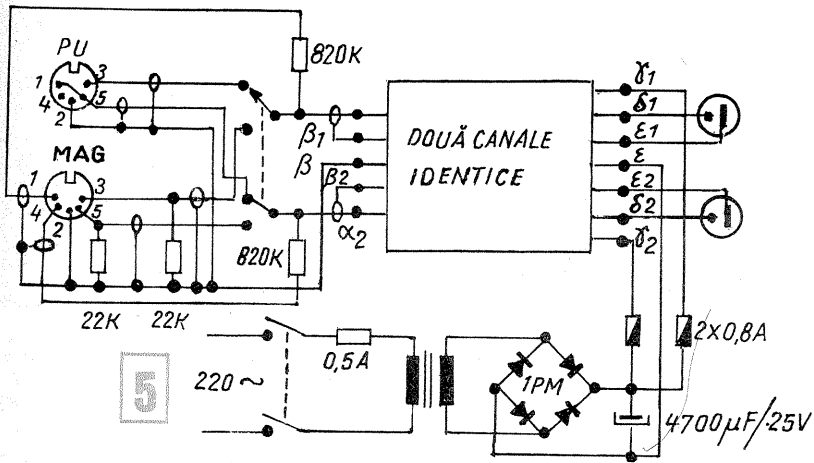 PU
1
3
4
5
2
MAG
1
3
4
5
2
820K
β1
β
β2
α2
820K
22K
22K
DOUĂ CANALE
IDENTICE
γ1
δ1
ε1
ε
ε2
δ2
γ2
5
220 ~
0,5A
1PM
2x0,8A
4700μF/25V